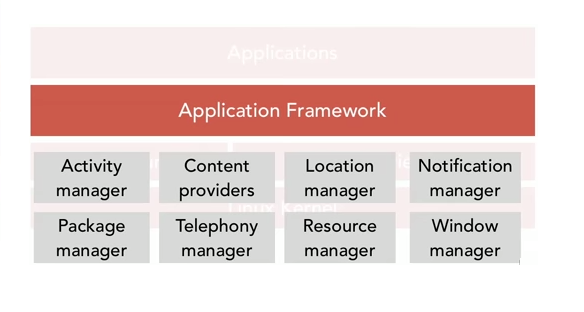 Applications
Application Framework
Activity
manager
Content
providers
Location
manager
Notification
manager
Package
manager
Telephony
manager
Resource
manager
Window
manager